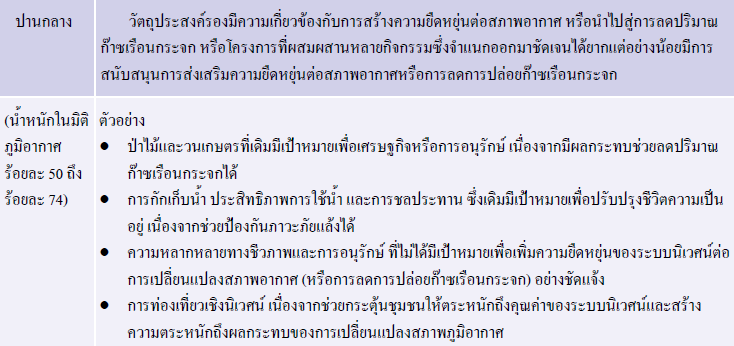 ปานกลาง
วัตถุประสงค์รองมีความเกี่ยวข้องกับการสร้างความยืดหยุ่นต่อสภาพอากาศ หรือนำไปสู่การลดปริมาณ
ก๊าซเรือนกระจก หรือโครงการที่ผสมผสานหลายกิจกรรมซึ่งจำแนกออกมาชัดเจนได้ยากแต่อย่างน้อยมีการ
สนับสนุนการส่งเสริมความยืดหยุ่นต่อสภาพอากาศหรือการลดการปล่อยก๊าซเรือนกระจก
(น้ำหนักในมิติ
ภูมิอากาศ
ร้อยละ 50 ถึง
ร้อยละ 74)
ตัวอย่าง
● ป่าไม้และวนเกษตรที่เดิมมีเป้าหมายเพื่อเศรษฐกิจหรือการอนุรักษ์ เนื่องจากมีผลกระทบช่วยลดปริมาณ
ก๊าซเรือนกระจกได้
● การกักเก็บน้ำ ประสิทธิภาพการใช้น้ำ และการชลประทาน ซึ่งเดิมมีเป้าหมายเพื่อปรับปรุงชีวิตความเป็น
อยู่ เนื่องจากช่วยป้องกันภาวะภัยแล้งได้
● ความหลากหลายทางชีวภาพและการอนุรักษ์ ที่ไม่ได้มีเป้าหมายเพื่อเพิ่มความยืดหยุ่นของระบบนิเวศน์ต่อ
การเปลี่ยนแปลงสภาพอากาศ (หรือการลดการปล่อยก๊าซเรือนกระจก) อย่างชัดแจ้ง
● การท่องเที่ยวเชิงนิเวศน์ เนื่องจากช่วยกระตุ้นชุมชนให้ตระหนักถึงคุณค่าของระบบนิเวศน์และสร้าง
ความตระหนักถึงผลกระทบของการเปลี่ยนแปลงสภาพภูมิอากาศ